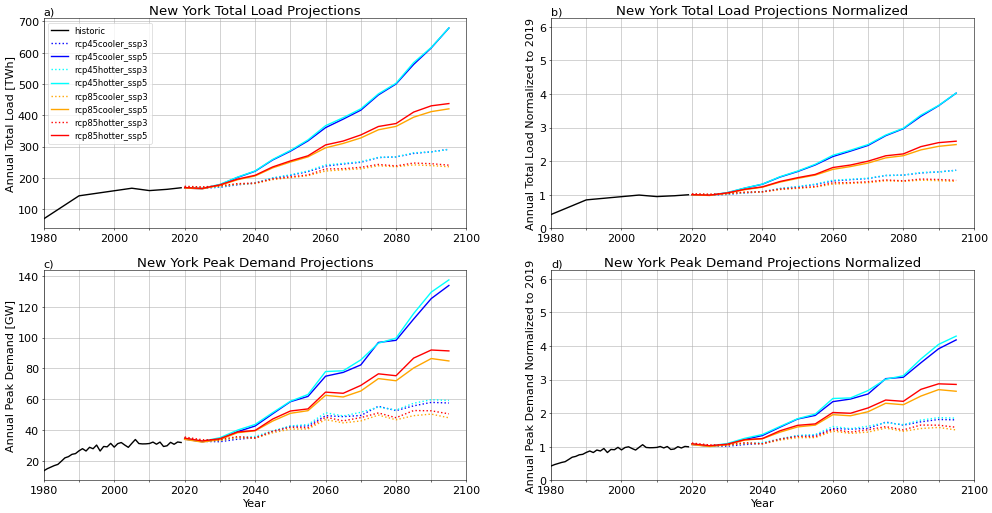 a)
New York Total Load Projections
Annual Total Load [TWh]
700
600
500
400
300
200
100
historic
rcp45cooler_ssp3
rcp45cooler_ssp5
rcp45hotter_ssp3
rcp45hotter_ssp5
rcp85cooler_ssp3
rcp85cooler_ssp5
rcp85hotter_ssp3
rcp85hotter_ssp5
1980 2000 2020 2040 2060 2080 2100
b)
New York Total Load Projections Normalized
Annual Total Load Normalized to 2019
6
5
4
3
2
1
0
1980 2000 2020 2040 2060 2080 2100
c)
New York Peak Demand Projections
Annual Peak Demand [GW]
140
120
100
80
60
40
20
1980 2000 2020 2040 2060 2080 2100
Year
d)
New York Peak Demand Projections Normalized
Annual Peak Demand Normalized to 2019
6
5
4
3
2
1
0
1980 2000 2020 2040 2060 2080 2100
Year